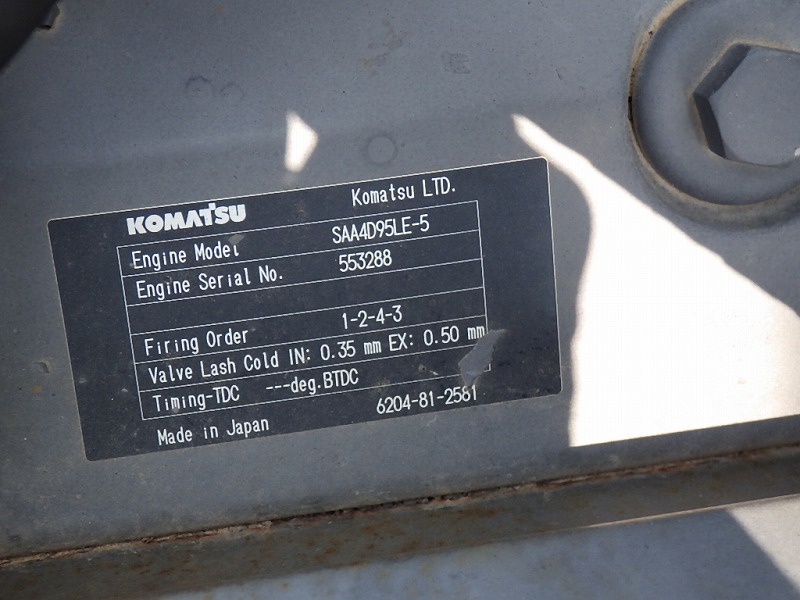 KOMATSU Komatsu LTD.
Engine Model SAA4D95LE-5
Engine Serial No. 553288
Firing Order 1-2-4-3
Valve Lash Cold IN: 0.35 mm EX: 0.50 mm
Timing-TDC ---deg.BTDC
Made in Japan 6204-81-2581